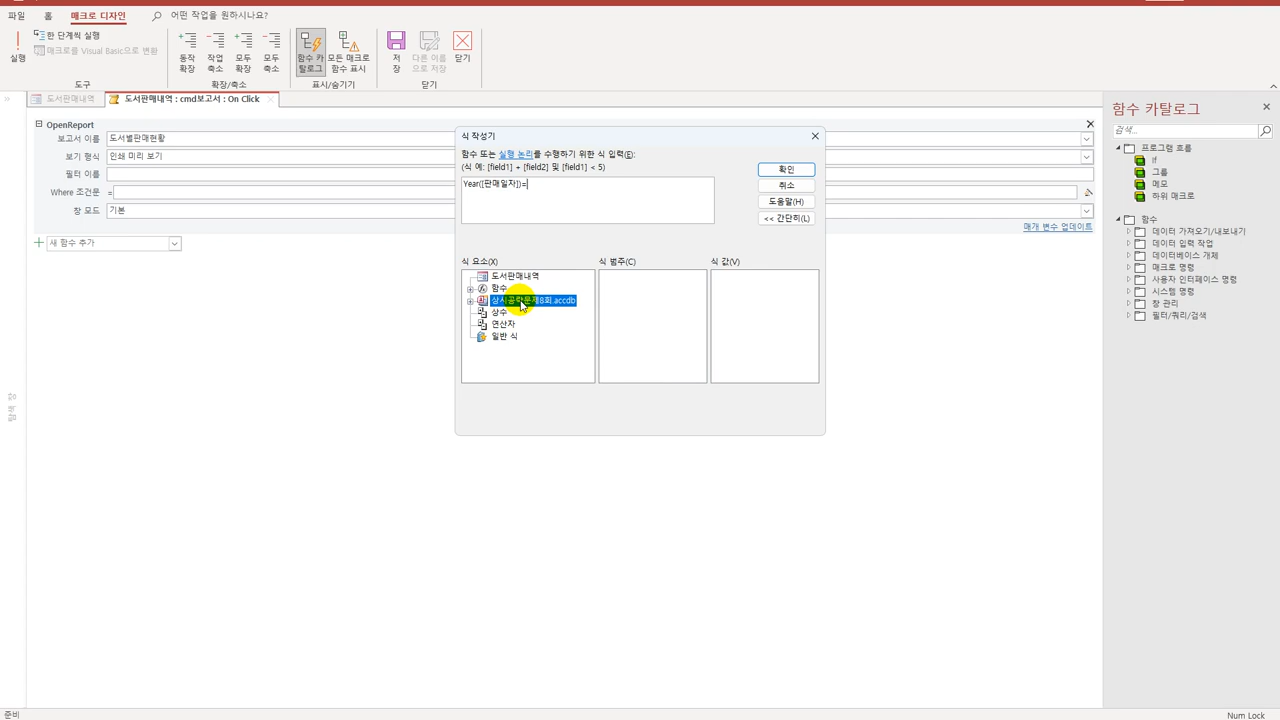 파일 홈 매크로 디자인 어떤 작업을 원하시나요?
실행
한 단계씩 실행
매크로를 Visual Basic으로 변환
도구
동작 확장
작업 축소
모두 확장
모두 축소
확장/축소
함수 카탈로그
모든 매크로 함수 표시
표시/숨기기
저장
다른 이름으로 저장
닫기
닫기
도서판매내역
도서판매내역 : cmd보고서 : On Click
OpenReport
보고서 이름 도서별판매현황
보기 형식 인쇄 미리 보기
필터 이름
Where 조건문 =
창 모드 기본
매개 변수 업데이트
새 함수 추가
식 작성기
함수 또는 실행 논리를 수행하기 위한 식 입력(E):
(식 예: [field1] + [field2] 및 [field1] < 5)
Year([판매일자])=
확인
취소
도움말(H)
<< 간단히(L)
식 요소(X) 식 범주(C) 식 값(V)
도서판매내역
함수
상시공략문제8회.accdb
상수
연산자
일반 식
함수 카탈로그
검색...
프로그램 흐름
If
그룹
메모
하위 매크로
함수
데이터 가져오기/내보내기
데이터 입력 작업
데이터베이스 개체
매크로 명령
사용자 인터페이스 명령
시스템 명령
창 관리
필터/쿼리/검색
탐색 창
준비
Num Lock